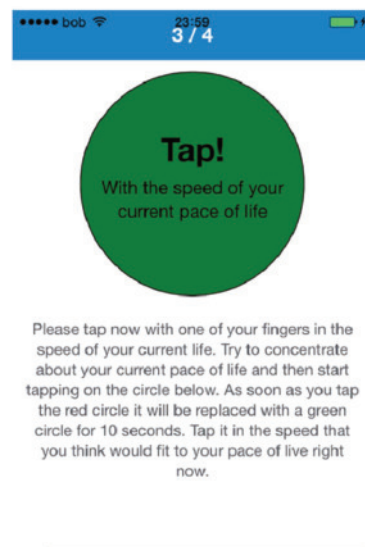 bob 23:59
3 / 4
Tap!
With the speed of your
current pace of life
Please tap now with one of your fingers in the
speed of your current life. Try to concentrate
about your current pace of life and then start
tapping on the circle below. As soon as you tap
the red circle it will be replaced with a green
circle for 10 seconds. Tap it in the speed that
you think would fit to your pace of live right
now.